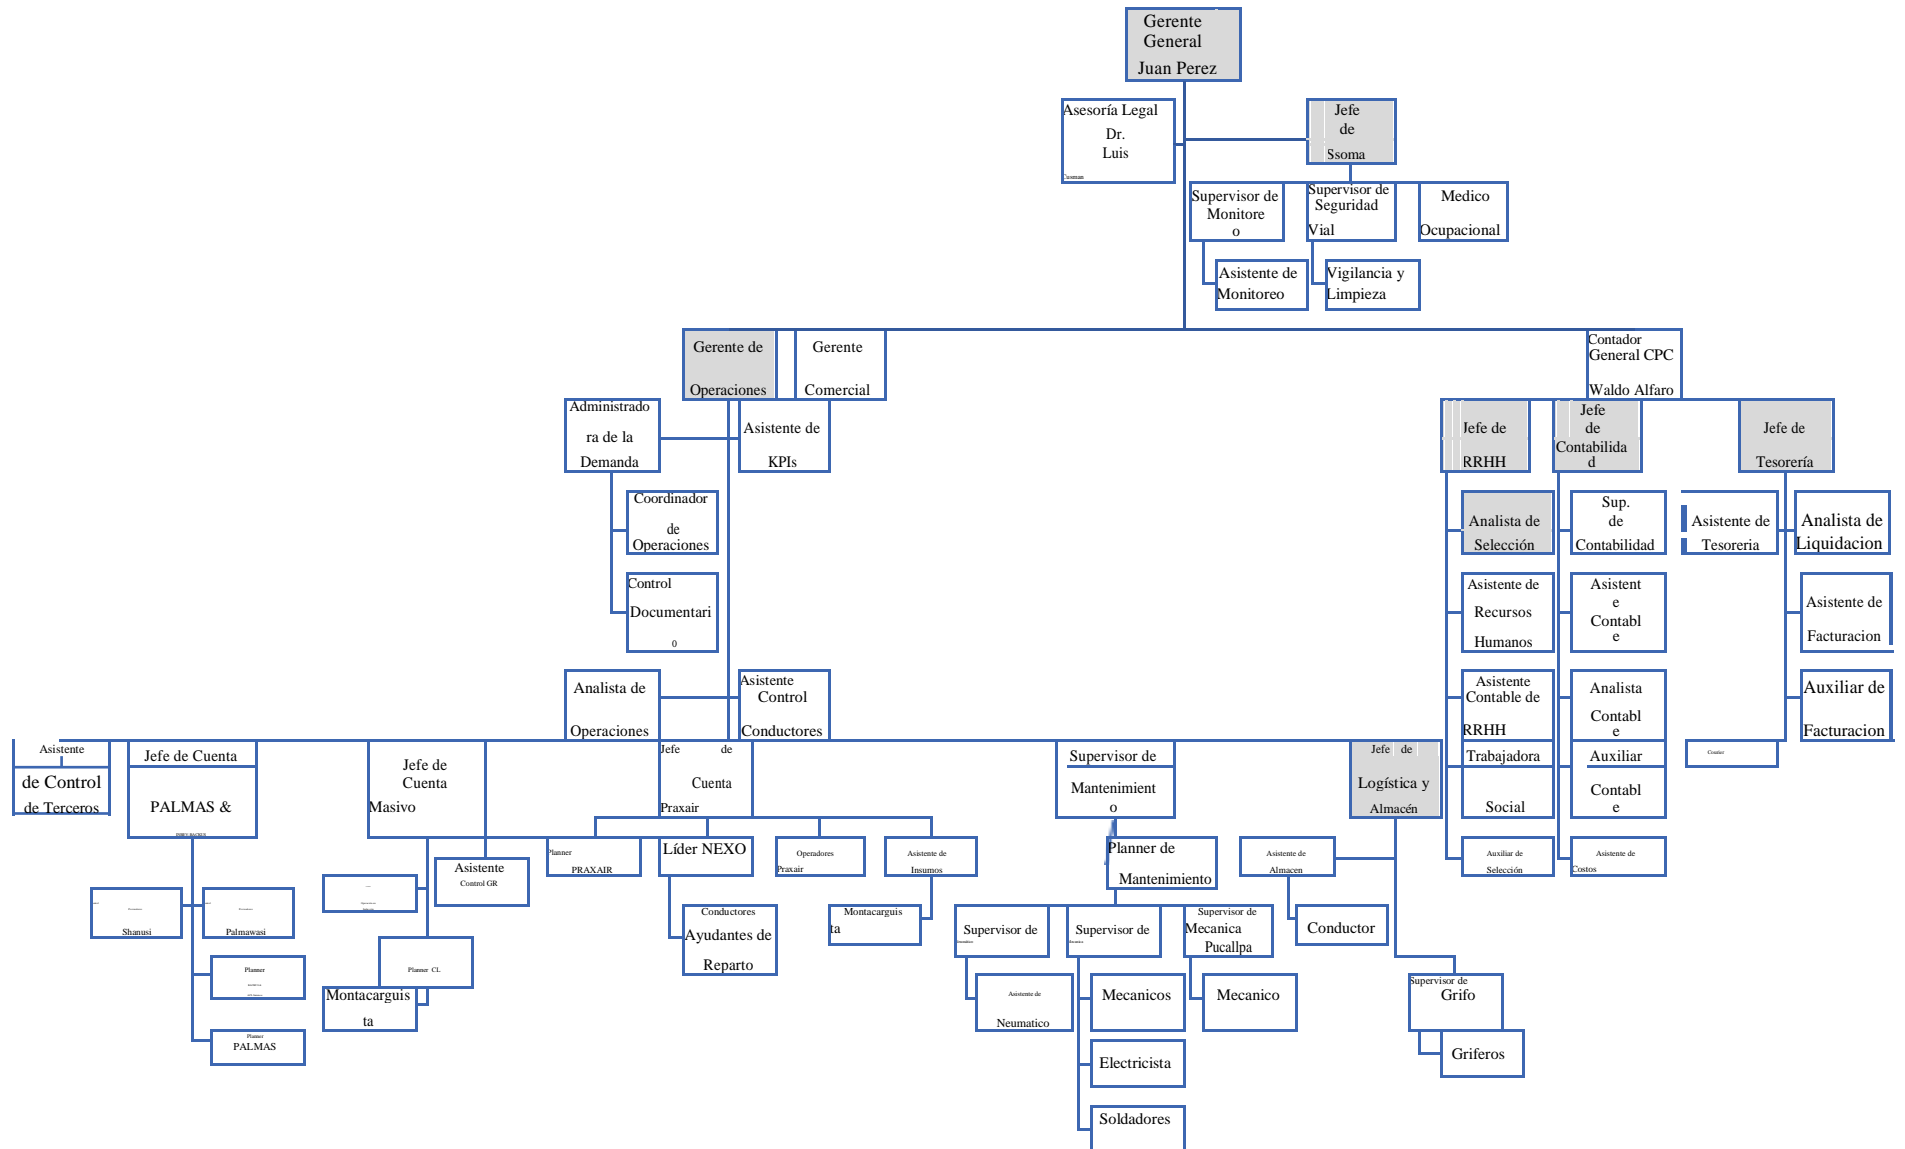 Gerente
General
Juan Perez
Asesoría Legal
Dr.
Luis
Jefe
de
Ssoma
Supervisor de
Monitore
o
Supervisor de
Seguridad
Vial
Medico
Ocupacional
Asistente de
Monitoreo
Vigilancia y
Limpieza
Gerente de
Operaciones
Gerente
Comercial
Contador
General CPC
Waldo Alfaro
Administrado
ra de la
Demanda
Asistente de
KPIs
Jefe de
RRHH
Jefe
de
Contabilida
d
Jefe de
Tesorería
Coordinador
de
Operaciones
Control
Documentari
o
Analista de
Selección
Sup.
de
Contabilidad
Asistente de
Tesoreria
Analista de
Liquidacion
Asistente de
Recursos
Humanos
Asistent
e
Contabl
e
Asistente de
Facturacion
Analista de
Operaciones
Asistente
Control
Conductores
Asistente
Contable de
RRHH
Analista
Contabl
e
Auxiliar de
Facturacion
Asistente
de Control
de Terceros
Jefe de Cuenta
PALMAS &
Jefe de
Cuenta
Masivo
Jefe de
Cuenta
Praxair
Supervisor de
Mantenimient
o
Jefe de
Logística y
Almacén
Trabajadora
Social
Auxiliar
Contabl
e
Asistente
Control GR
Planner
PRAXAIR
Líder NEXO
Operadores
Praxair
Asistente de
Insumos
Planner de
Mantenimiento
Asistente de
Almacen
Auxiliar de
Selección
Asistente de
Costos
Shanusi
Palmawasi
Conductores
Ayudantes de
Reparto
Montacarguis
ta
Supervisor de
Supervisor de
Supervisor de
Mecanica
Pucallpa
Conductor
Planner
Planner CL
Montacarguis
ta
Asistente de
Neumatico
Mecanicos
Mecanico
Supervisor de
Grifo
Planner
PALMAS
Electricista
Griferos
Soldadores